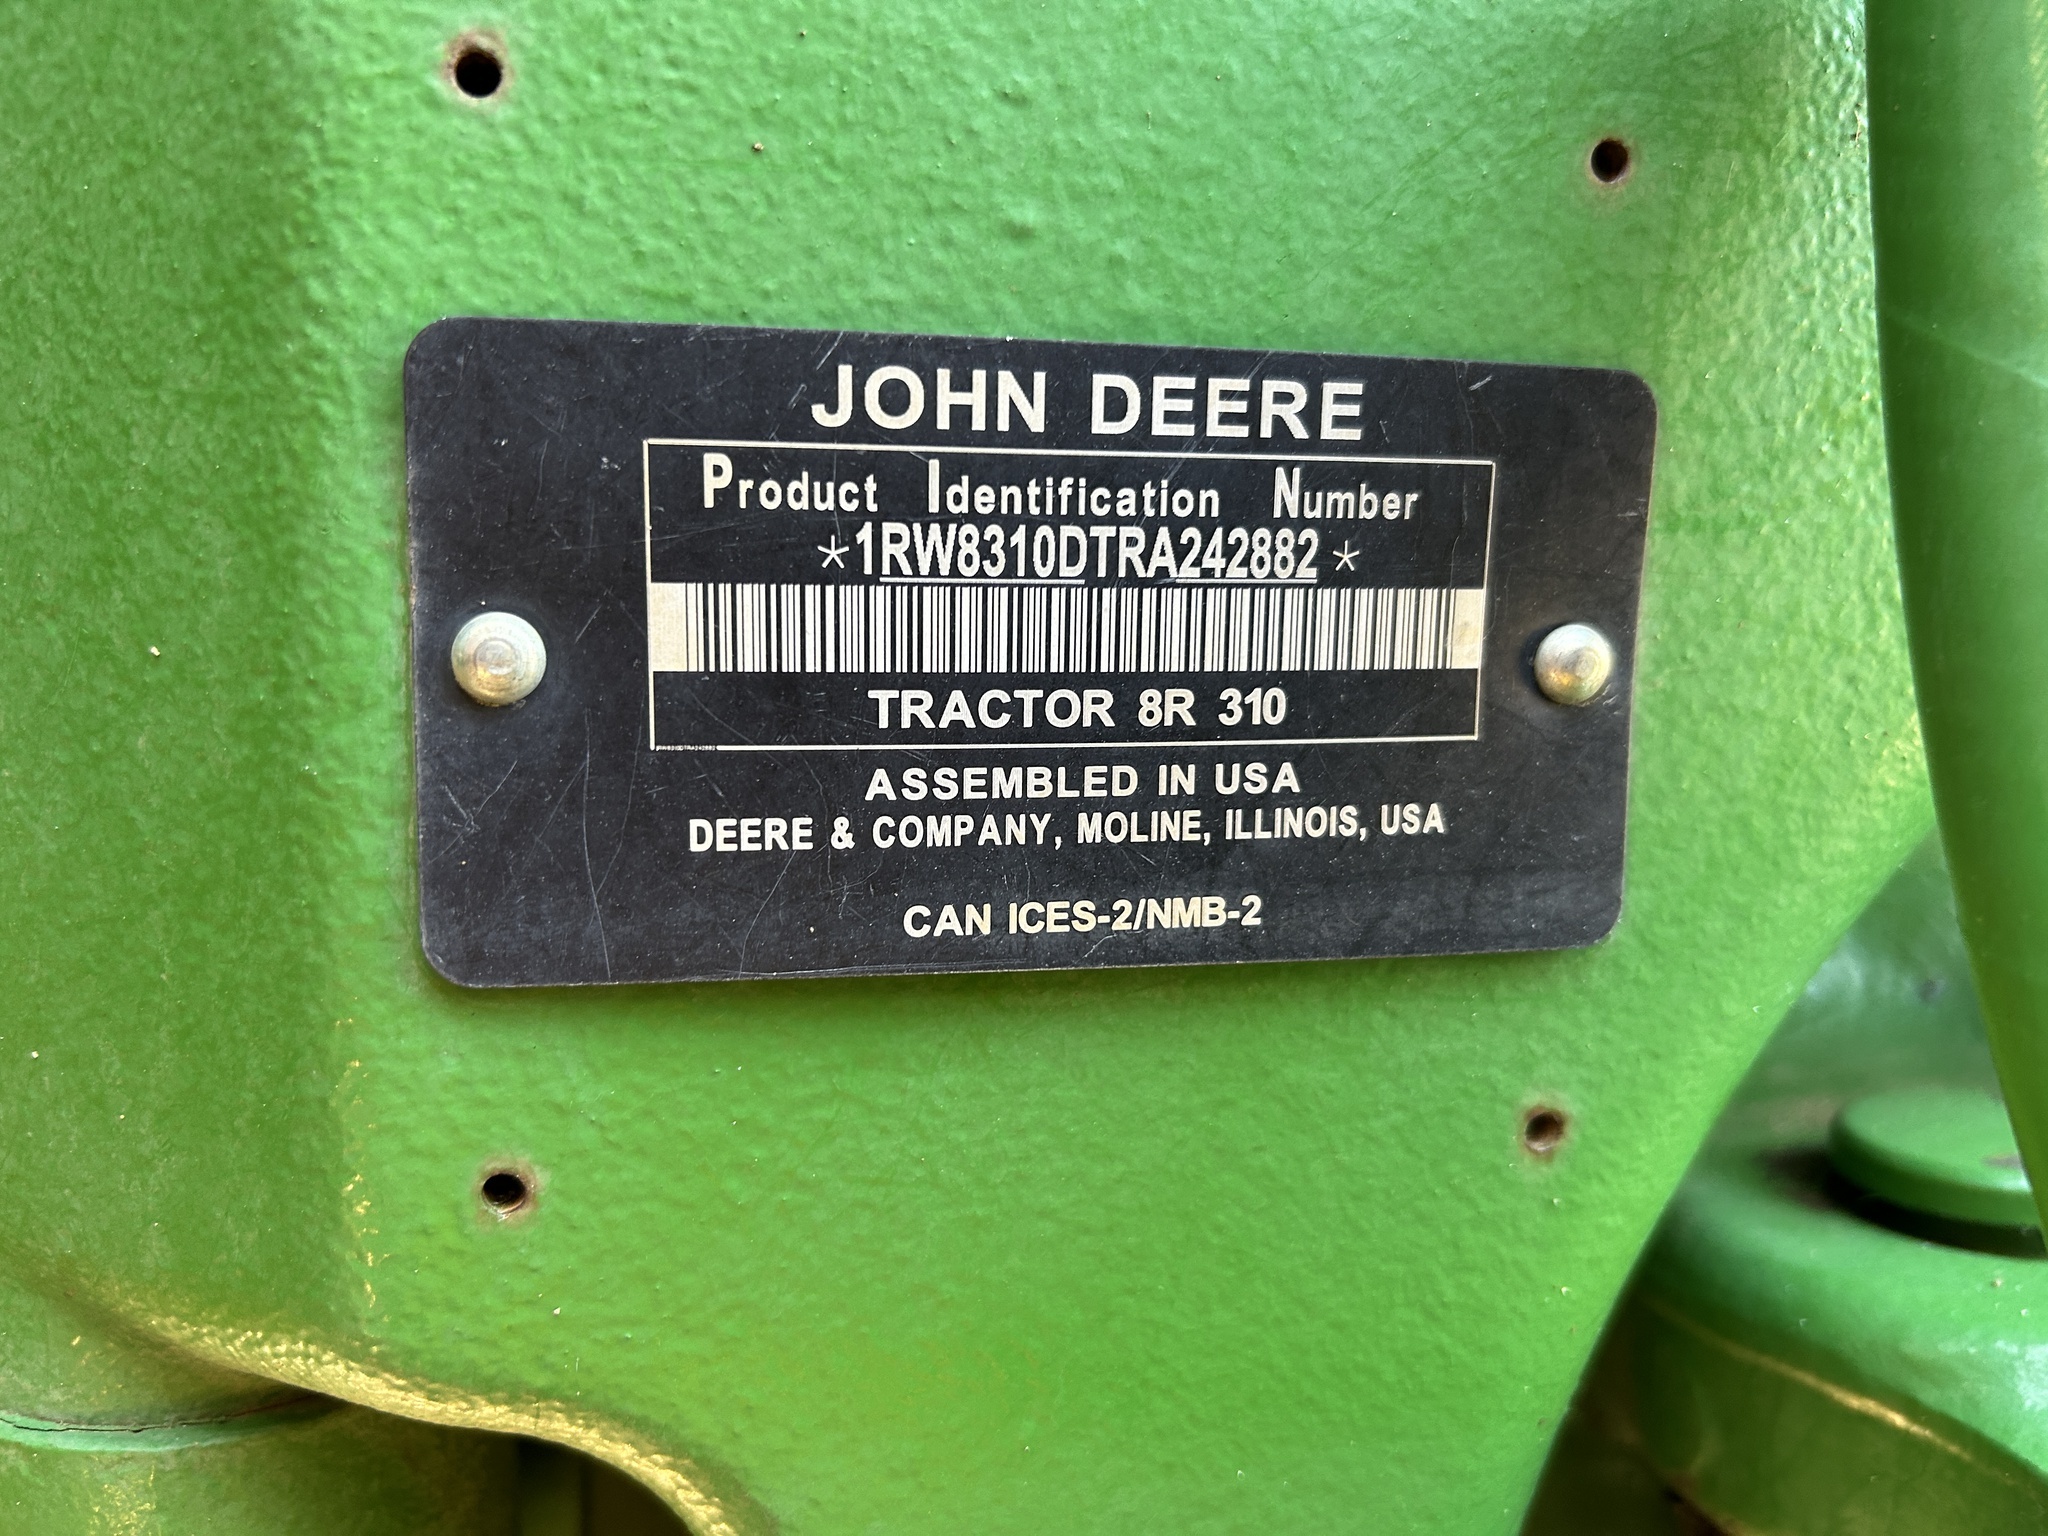 JOHN DEERE
Product Identification Number
*1RW8310DTRA242882*
TRACTOR 8R 310
ASSEMBLED IN USA
DEERE & COMPANY, MOLINE, ILLINOIS, USA
CAN ICES-2/NMB-2